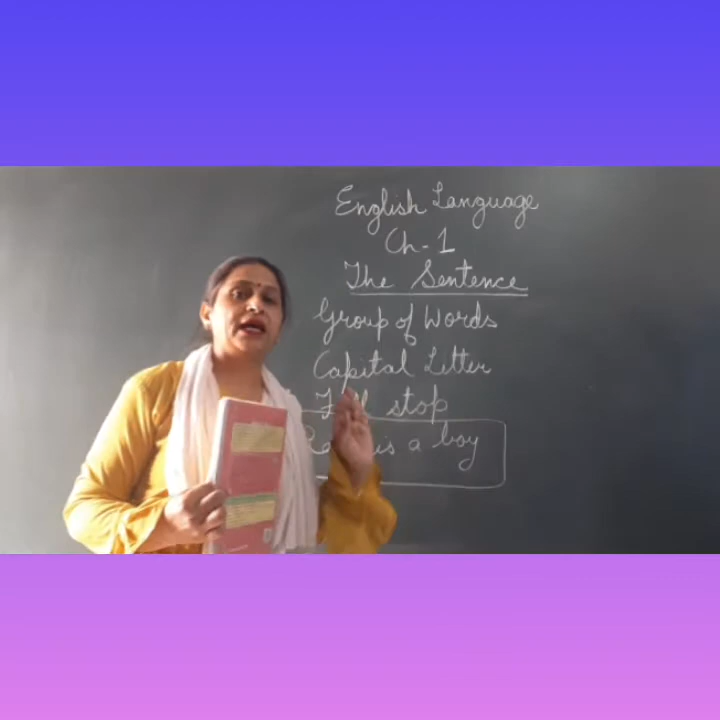 English Language
Ch-1
The Sentence
Group of Words
Capital Letter
stop
is a boy